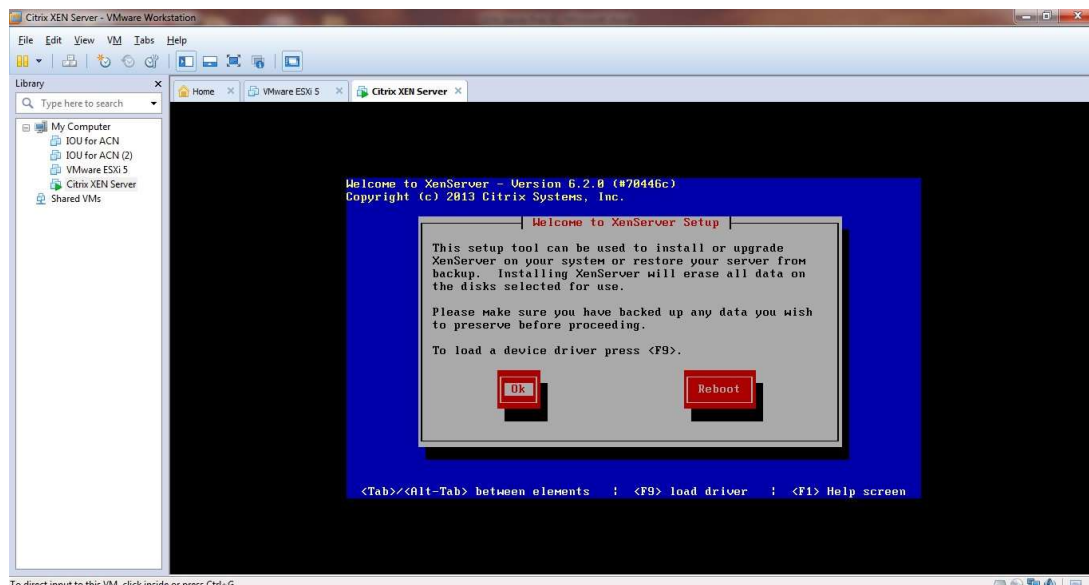 Citrix XEN Server - VMware Workstation
File Edit View VM Tabs Help
Library
Type here to search
My Computer
IOU for ACN
IOU for ACN (2)
VMware ESXi 5
Citrix XEN Server
Shared VMs
Home VMware ESXi 5 Citrix XEN Server
Welcome to XenServer - Version 6.2.0 (#70446c)
Copyright (c) 2013 Citrix Systems, Inc.
Welcome to XenServer Setup
This setup tool can be used to install or upgrade
XenServer on your system or restore your server from
backup. Installing XenServer will erase all data on
the disks selected for use.
Please make sure you have backed up any data you wish
to preserve before proceeding.
To load a device driver press <F9>.
Ok Reboot
<Tab>/<Alt-Tab> between elements ¦ <F9> load driver ¦ <F1> Help screen
To direct input to this VM, click inside or press Ctrl+G.